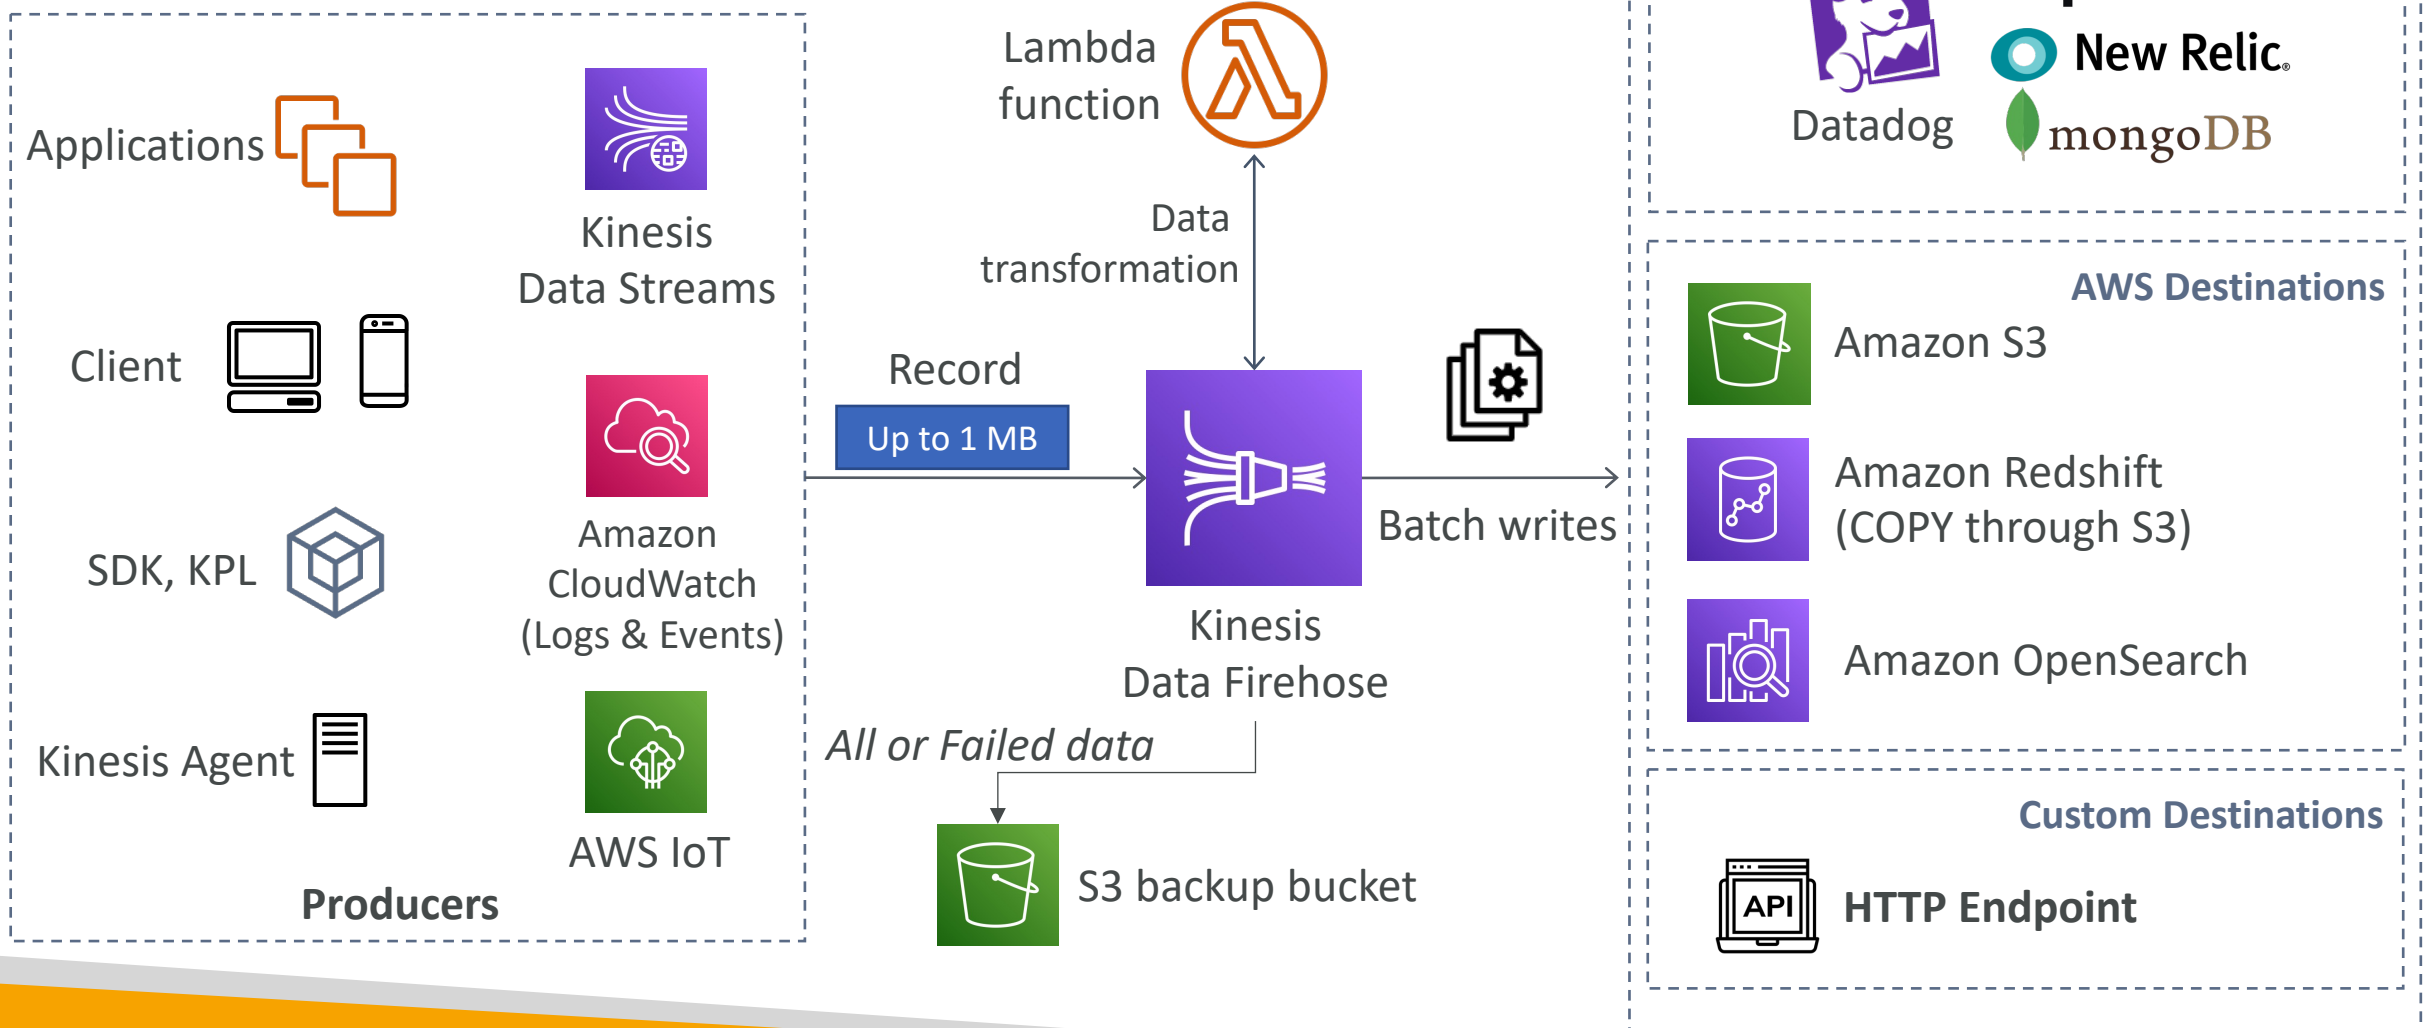 Applications
Kinesis
Data Streams
Client
Amazon
CloudWatch
(Logs & Events)
SDK, KPL
Kinesis Agent
AWS IoT
Producers
Lambda
function
Data
transformation
Record
Up to 1 MB
Kinesis
Data Firehose
Batch writes
All or Failed data
S3 backup bucket
Datadog
New Relic®
mongoDB
AWS Destinations
Amazon S3
Amazon Redshift
(COPY through S3)
Amazon OpenSearch
Custom Destinations
API
HTTP Endpoint